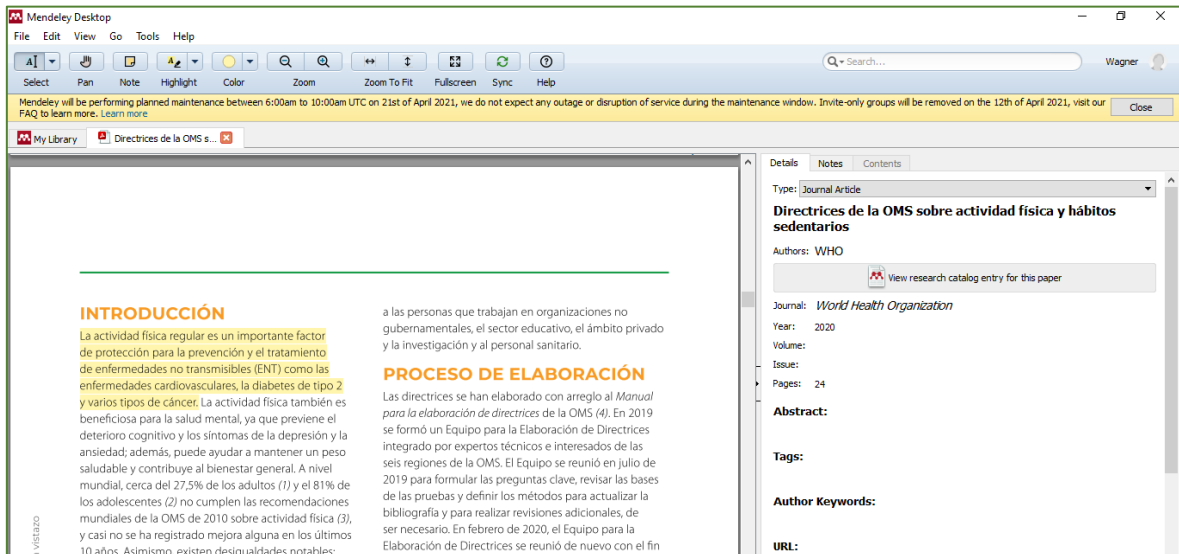 Mendeley Desktop
File Edit View Go Tools Help
Select Pan Note Highlight Color Zoom Zoom To Fit Fullscreen Sync Help
Search...
Wagner
Mendeley will be performing planned maintenance between 6:00am to 10:00am UTC on 21st of April 2021, we do not expect any outage or disruption of service during the maintenance window. Invite-only groups will be removed on the 12th of April 2021, visit our
FAQ to learn more. Learn more
Close
My Library
Directrices de la OMS s...
INTRODUCCIÓN
La actividad física regular es un importante factor
de protección para la prevención y el tratamiento
de enfermedades no transmisibles (ENT) como las
enfermedades cardiovasculares, la diabetes de tipo 2
y varios tipos de cáncer. La actividad física también es
beneficiosa para la salud mental, ya que previene el
deterioro cognitivo y los síntomas de la depresión y la
ansiedad; además, puede ayudar a mantener un peso
saludable y contribuye al bienestar general. A nivel
mundial, cerca del 27,5% de los adultos (1) y el 81% de
los adolescentes (2) no cumplen las recomendaciones
mundiales de la OMS de 2010 sobre actividad física (3),
y casi no se ha registrado mejora alguna en los últimos
10 años. Asimismo, existen desigualdades notables:
vistazo
a las personas que trabajan en organizaciones no
gubernamentales, el sector educativo, el ámbito privado
y la investigación y al personal sanitario.
PROCESO DE ELABORACIÓN
Las directrices se han elaborado con arreglo al Manual
para la elaboración de directrices de la OMS (4). En 2019
se formó un Equipo para la Elaboración de Directrices
integrado por expertos técnicos e interesados de las
seis regiones de la OMS. El Equipo se reunió en julio de
2019 para formular las preguntas clave, revisar las bases
de las pruebas y definir los métodos para actualizar la
bibliografía y para realizar revisiones adicionales, de
ser necesario. En febrero de 2020, el Equipo para la
Elaboración de Directrices se reunió de nuevo con el fin
Details Notes Contents
Type: Journal Article
Directrices de la OMS sobre actividad física y hábitos
sedentarios
Authors: WHO
View research catalog entry for this paper
Journal: World Health Organization
Year: 2020
Volume:
Issue:
Pages: 24
Abstract:
Tags:
Author Keywords:
URL: